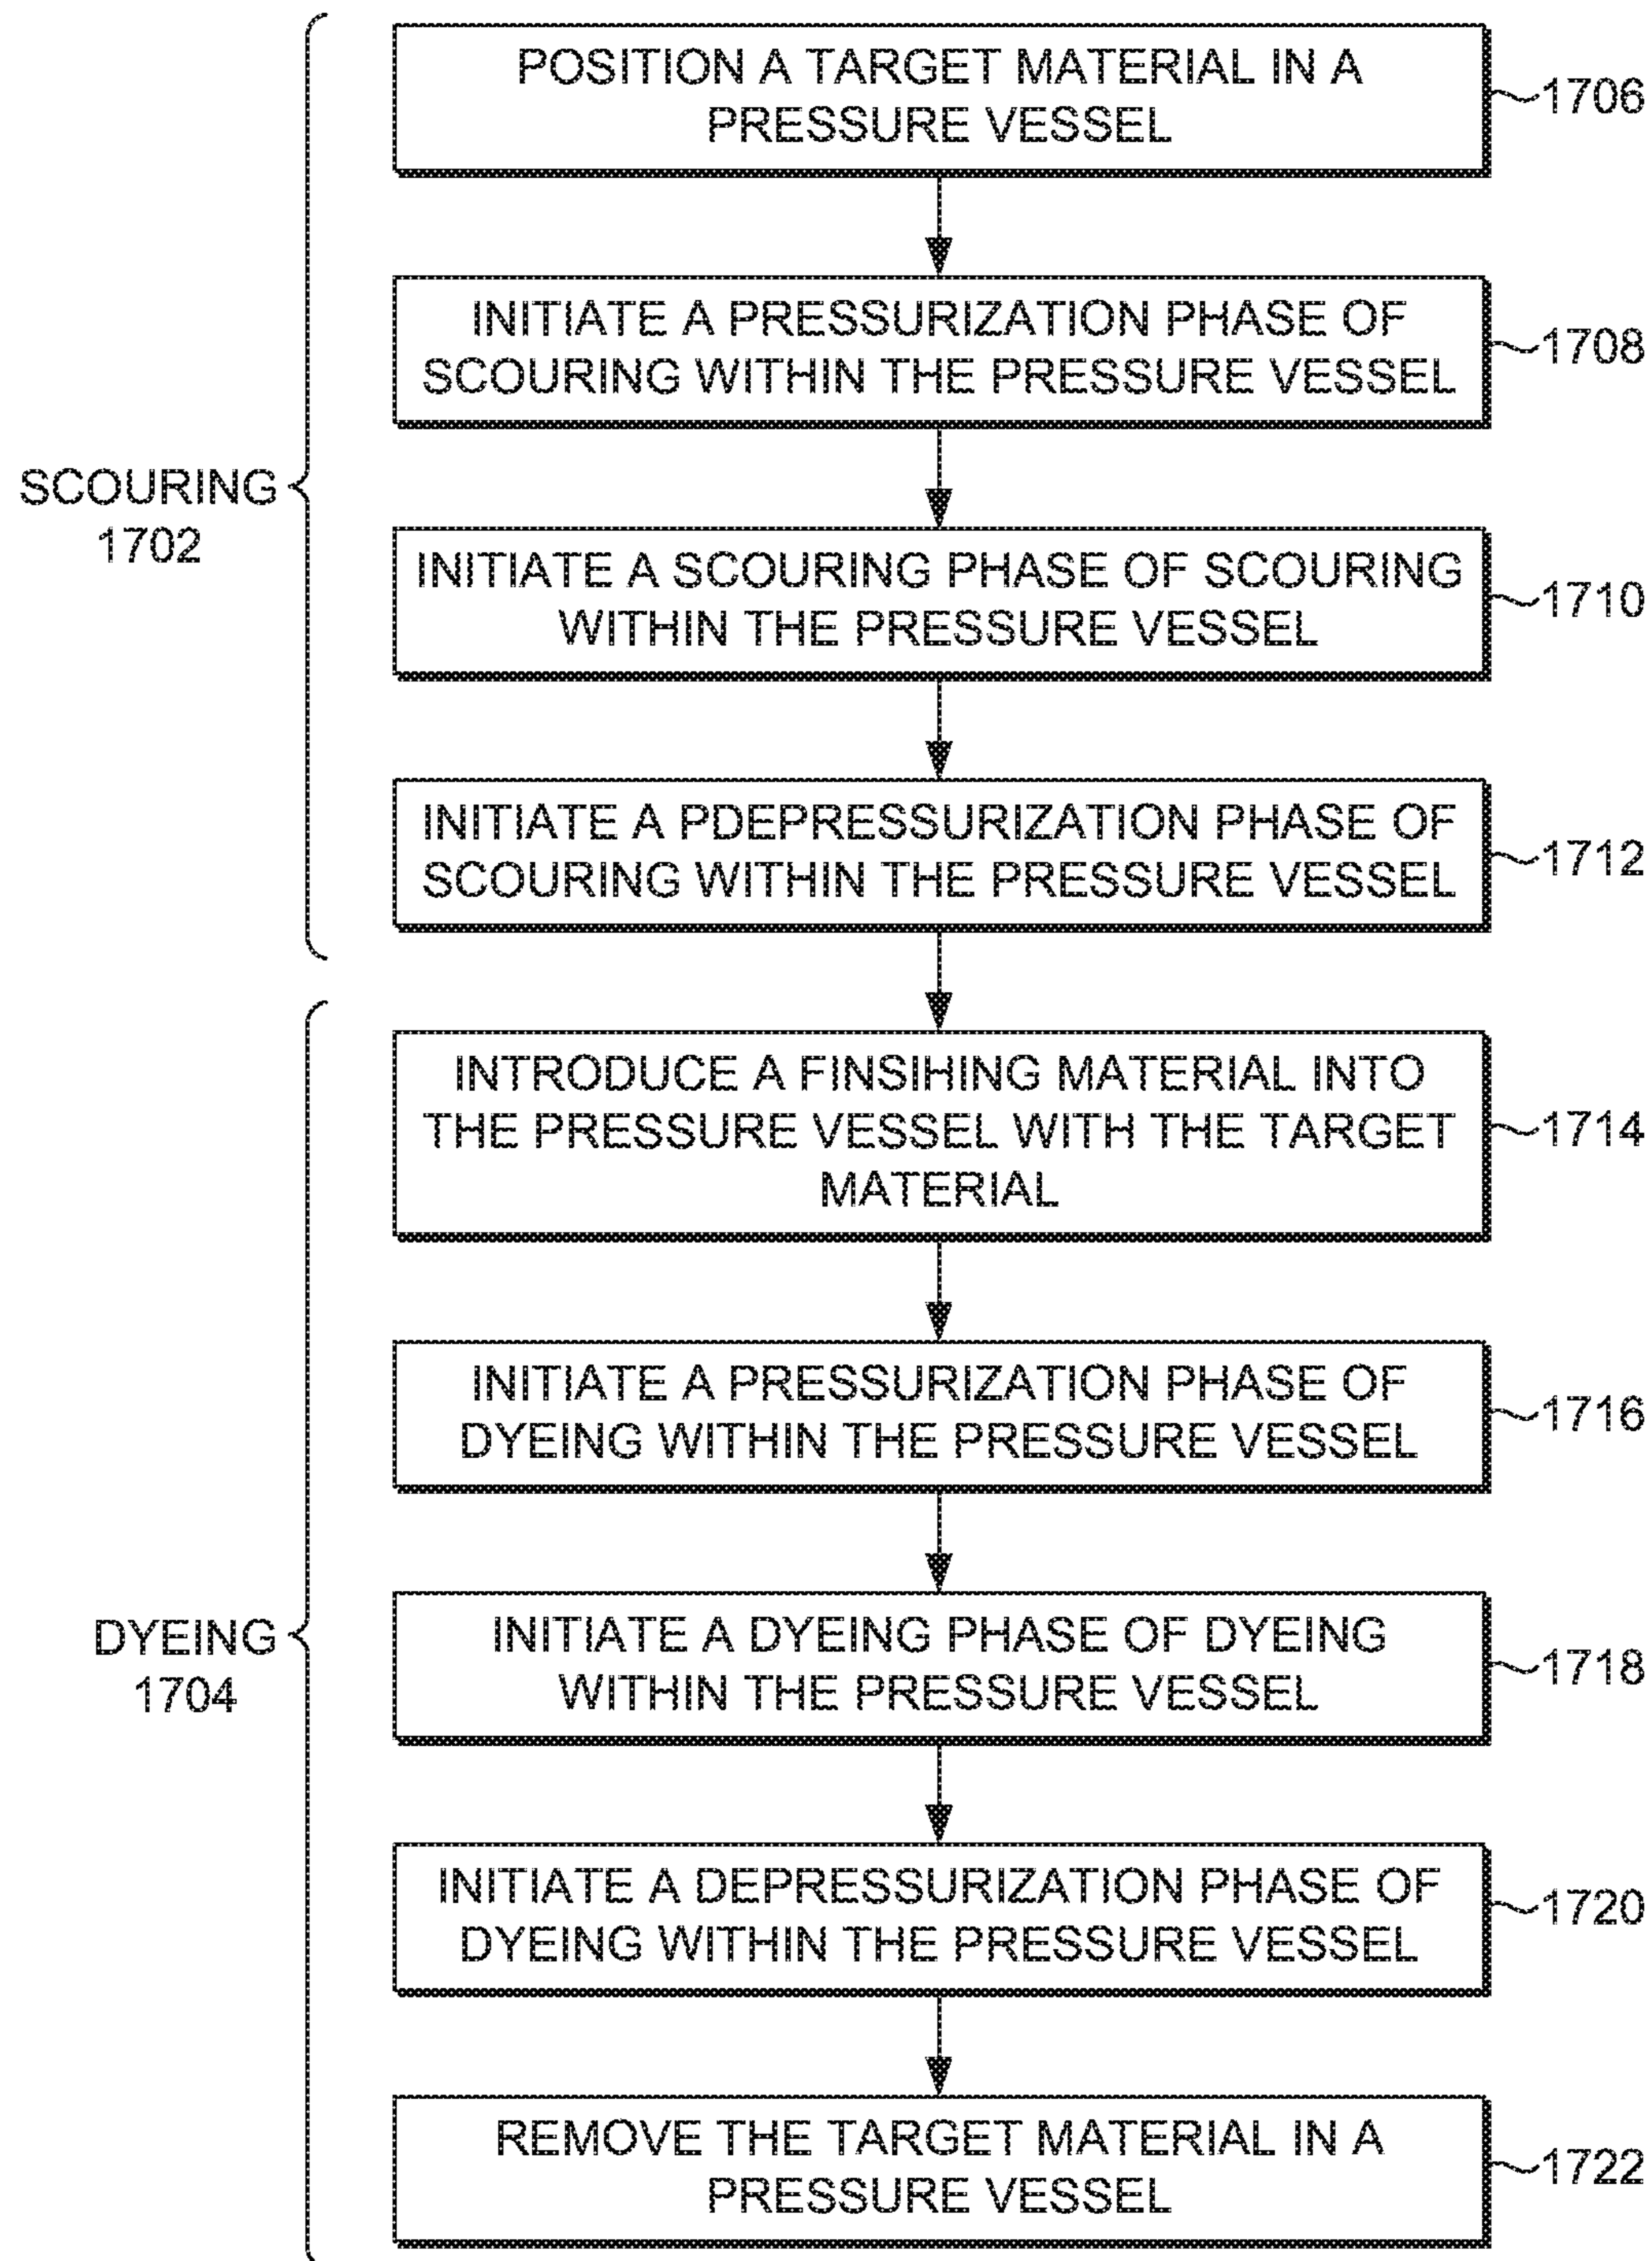 POSITION A TARGET MATERIAL IN A
PRESSURE VESSEL
1706
INITIATE A PRESSURIZATION PHASE OF
SCOURING WITHIN THE PRESSURE VESSEL
1708
SCOURING
1702
INITIATE A SCOURING PHASE OF SCOURING
WITHIN THE PRESSURE VESSEL
1710
INITIATE A PDEPRESSURIZATION PHASE OF
SCOURING WITHIN THE PRESSURE VESSEL
1712
INTRODUCE A FINSIHING MATERIAL INTO
THE PRESSURE VESSEL WITH THE TARGET
MATERIAL
1714
INITIATE A PRESSURIZATION PHASE OF
DYEING WITHIN THE PRESSURE VESSEL
1716
DYEING
1704
INITIATE A DYEING PHASE OF DYEING
WITHIN THE PRESSURE VESSEL
1718
INITIATE A DEPRESSURIZATION PHASE OF
DYEING WITHIN THE PRESSURE VESSEL
1720
REMOVE THE TARGET MATERIAL IN A
PRESSURE VESSEL
1722